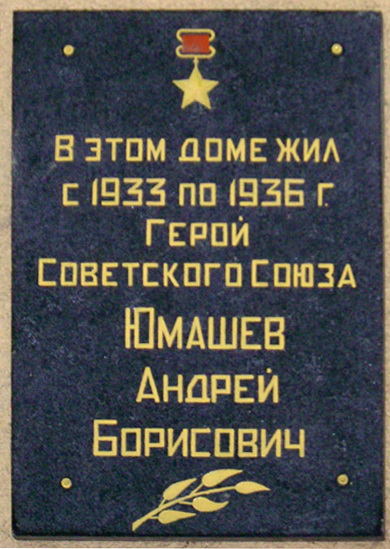 В ЭТОМ ДОМЕ ЖИЛ
С 1933 ПО 1936 Г.
ГЕРОЙ
СОВЕТСКОГО СОЮЗА
ЮМАШЕВ
АНДРЕЙ
БОРИСОВИЧ